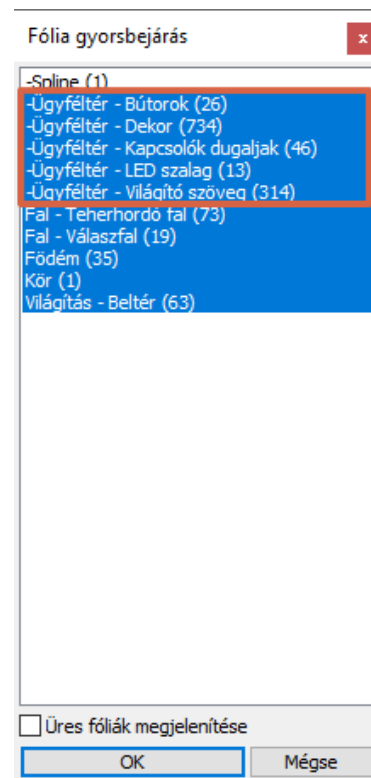 Fólia gyorsbejárás
x
-Spline (1)
-Ügyféltér - Bútorok (26)
-Ügyféltér - Dekor (734)
-Ügyféltér - Kapcsolók dugaljak (46)
-Ügyféltér - LED szalag (13)
-Ügyféltér - Világító szöveg (314)
Fal - Teherhordó fal (73)
Fal - Válaszfal (19)
Födém (35)
Kör (1)
Világítás - Beltér (63)
Üres fóliák megjelenítése
OK
Mégse